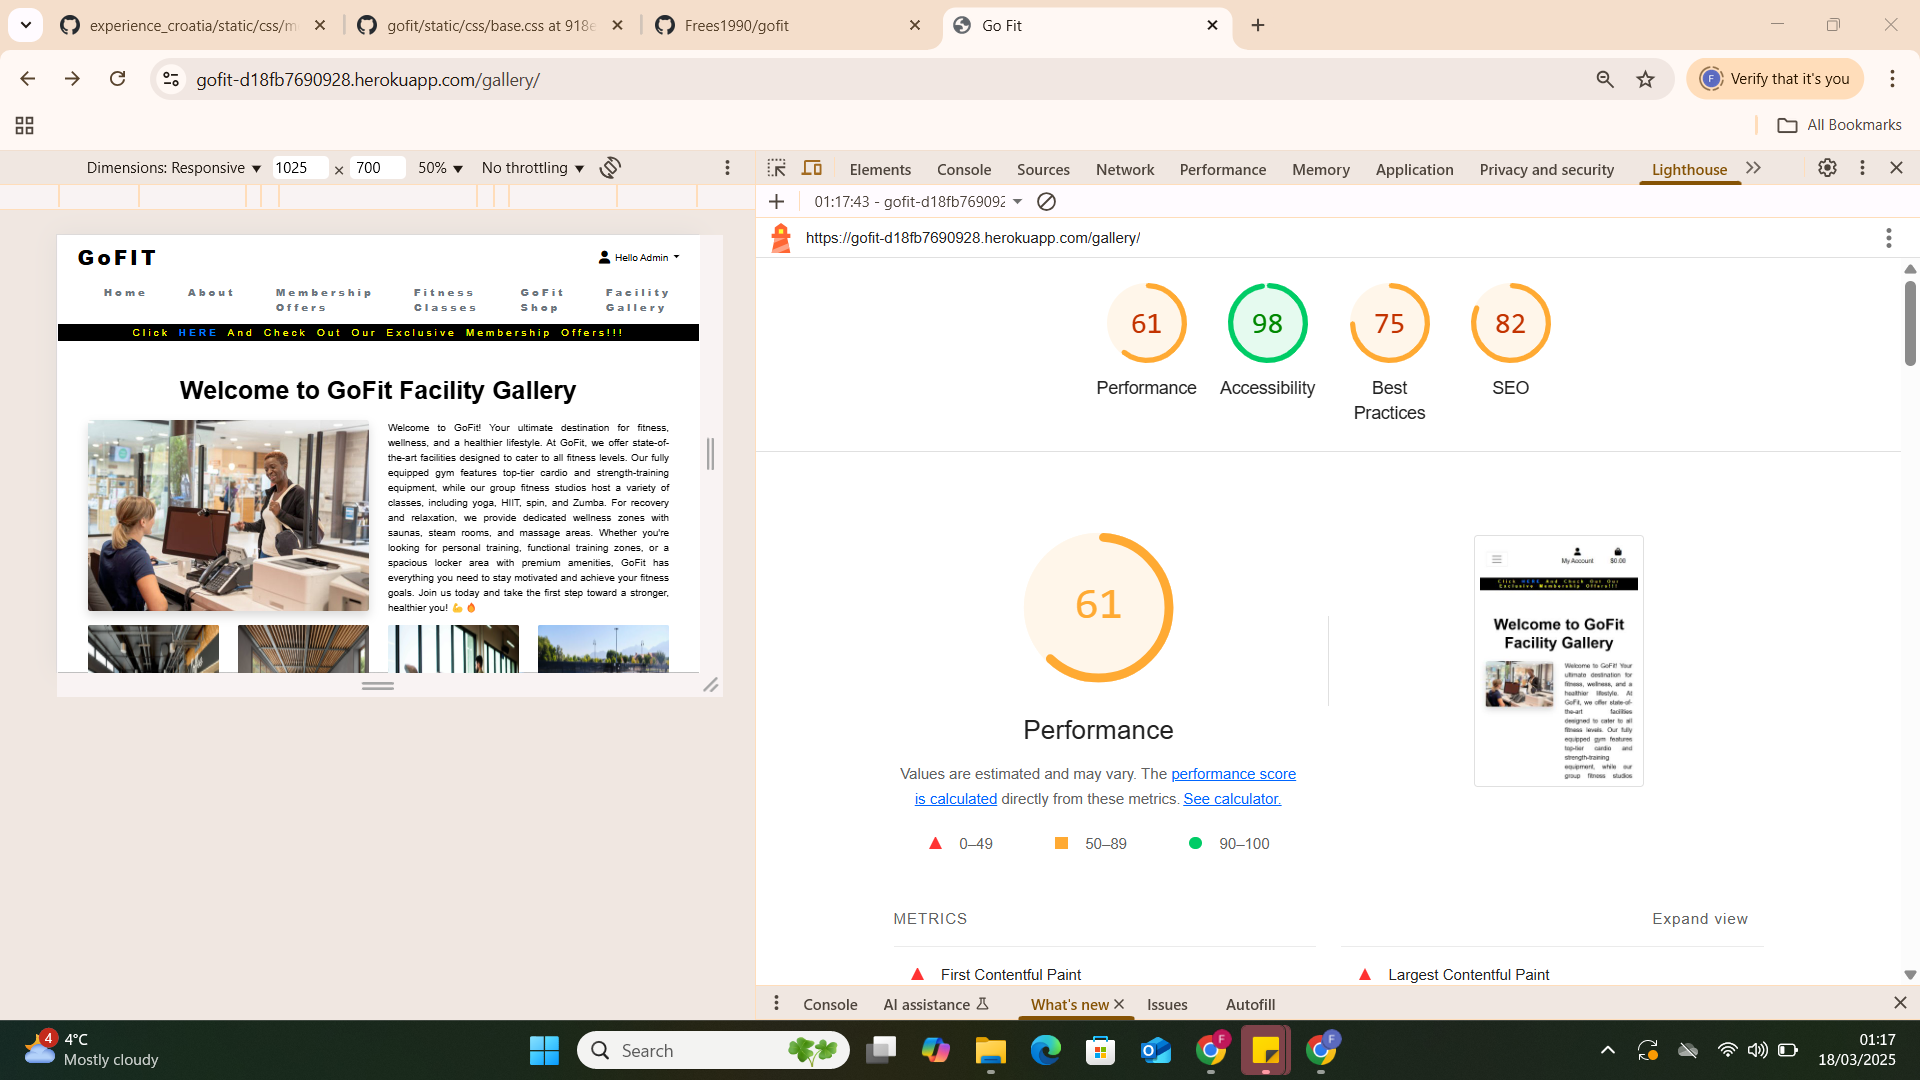 experience_croatia/static/css/m
gofit/static/css/base.css at 918e
Frees1990/gofit
Go Fit
gofit-d18fb7690928.herokuapp.com/gallery/
F
Verify that it's you
All Bookmarks
Dimensions: Responsive
1025
×
700
50%
No throttling
Elements
Console
Sources
Network
Performance
Memory
Application
Privacy and security
Lighthouse
01:17:43 - gofit-d18fb769092
https://gofit-d18fb7690928.herokuapp.com/gallery/
GoFIT
Hello Admin
Home
About
Membership Offers
Fitness Classes
GoFit Shop
Facility Gallery
Click HERE And Check Out Our Exclusive Membership Offers!!!
Welcome to GoFit Facility Gallery
Welcome to GoFit! Your ultimate destination for fitness,
wellness, and a healthier lifestyle. At GoFit, we offer state-of-
the-art facilities designed to cater to all fitness levels. Our fully
equipped gym features top-tier cardio and strength-training
equipment, while our group fitness studios host a variety of
classes, including yoga, HIIT, spin, and Zumba. For recovery
and relaxation, we provide dedicated wellness zones with
saunas, steam rooms, and massage areas. Whether you're
looking for personal training, functional training zones, or a
spacious locker area with premium amenities, GoFit has
everything you need to stay motivated and achieve your fitness
goals. Join us today and take the first step toward a stronger,
healthier you! 💪 🔥
61
98
75
82
Performance
Accessibility
Best
Practices
SEO
61
Performance
Values are estimated and may vary. The performance score
is calculated directly from these metrics. See calculator.
0–49
50–89
90–100
My Account
$0.00
Click HERE And Check Out Our
Exclusive Membership Offers!!!
Welcome to GoFit
Facility Gallery
Welcome to GoFit! Your
ultimate destination for
fitness, wellness, and a
healthier lifestyle. At
GoFit, we offer state-of-
the-art facilities
designed to cater to all
fitness levels. Our fully
equipped gym features
top-tier cardio and
strength-training
equipment, while our
group fitness studios
METRICS
Expand view
First Contentful Paint
Largest Contentful Paint
Console
AI assistance
What's new
Issues
Autofill
4
4°C
Mostly cloudy
Search
F
F
01:17
18/03/2025